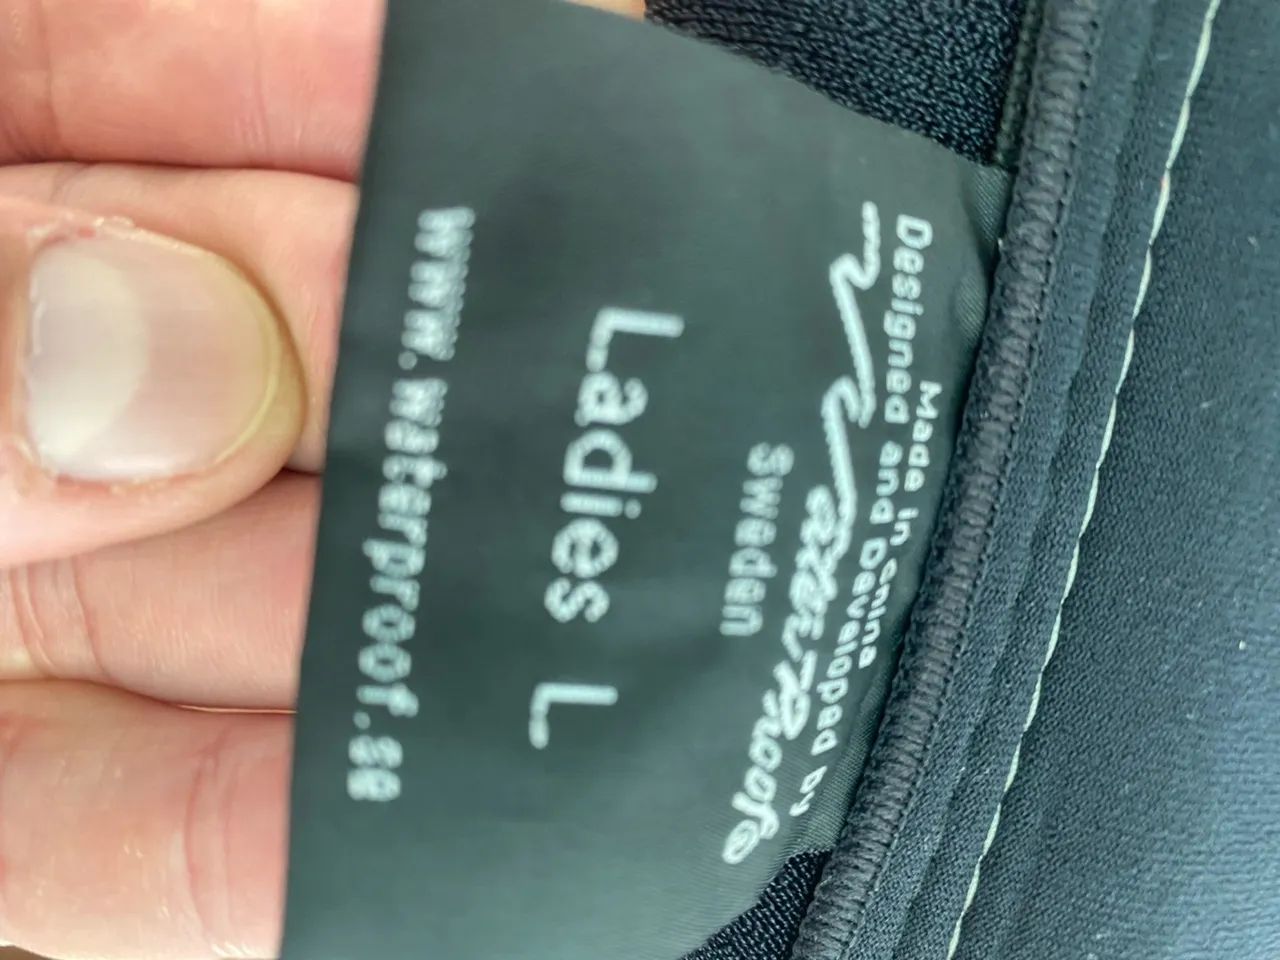 Made in China
Designed and Developed by
WaterProof®
Sweden
Ladies L
www.waterproof.se